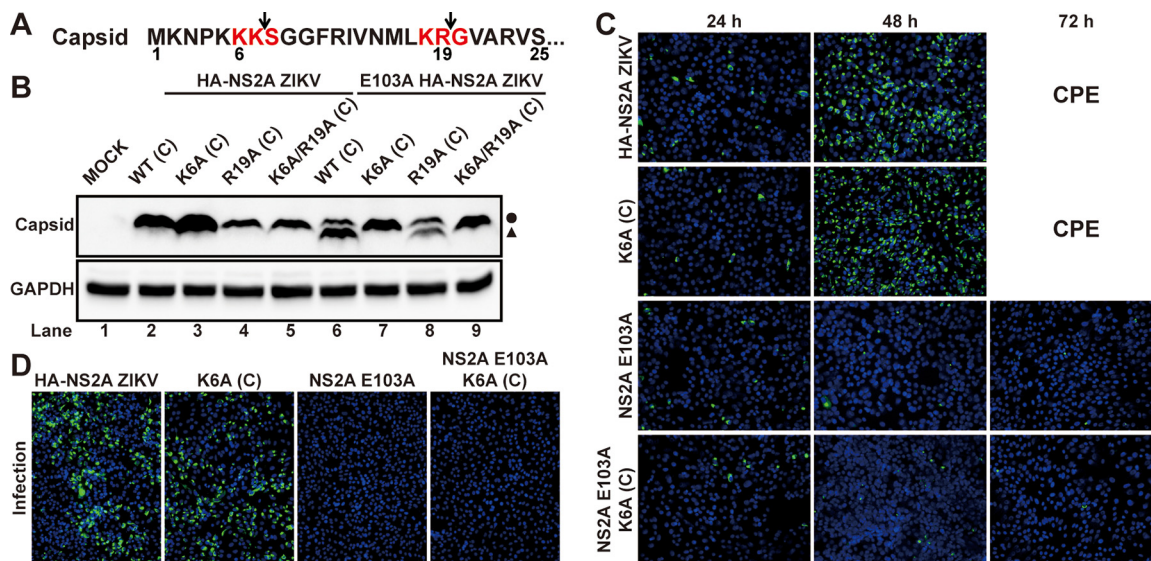 A
Capsid MKNPKKKSGGFRIVNMLKRGVARVS...
1 6 19 25
B
HA-NS2A ZIKV E103A HA-NS2A ZIKV
MOCK WT (C) K6A (C) R19A (C) K6A/R19A (C) WT (C) K6A (C) R19A (C) K6A/R19A (C)
Capsid
GAPDH
Lane 1 2 3 4 5 6 7 8 9
C
24 h 48 h 72 h
HA-NS2A ZIKV
CPE
K6A (C)
CPE
NS2A E103A
NS2A E103A
K6A (C)
D
HA-NS2A ZIKV K6A (C) NS2A E103A NS2A E103A
K6A (C)
Infection